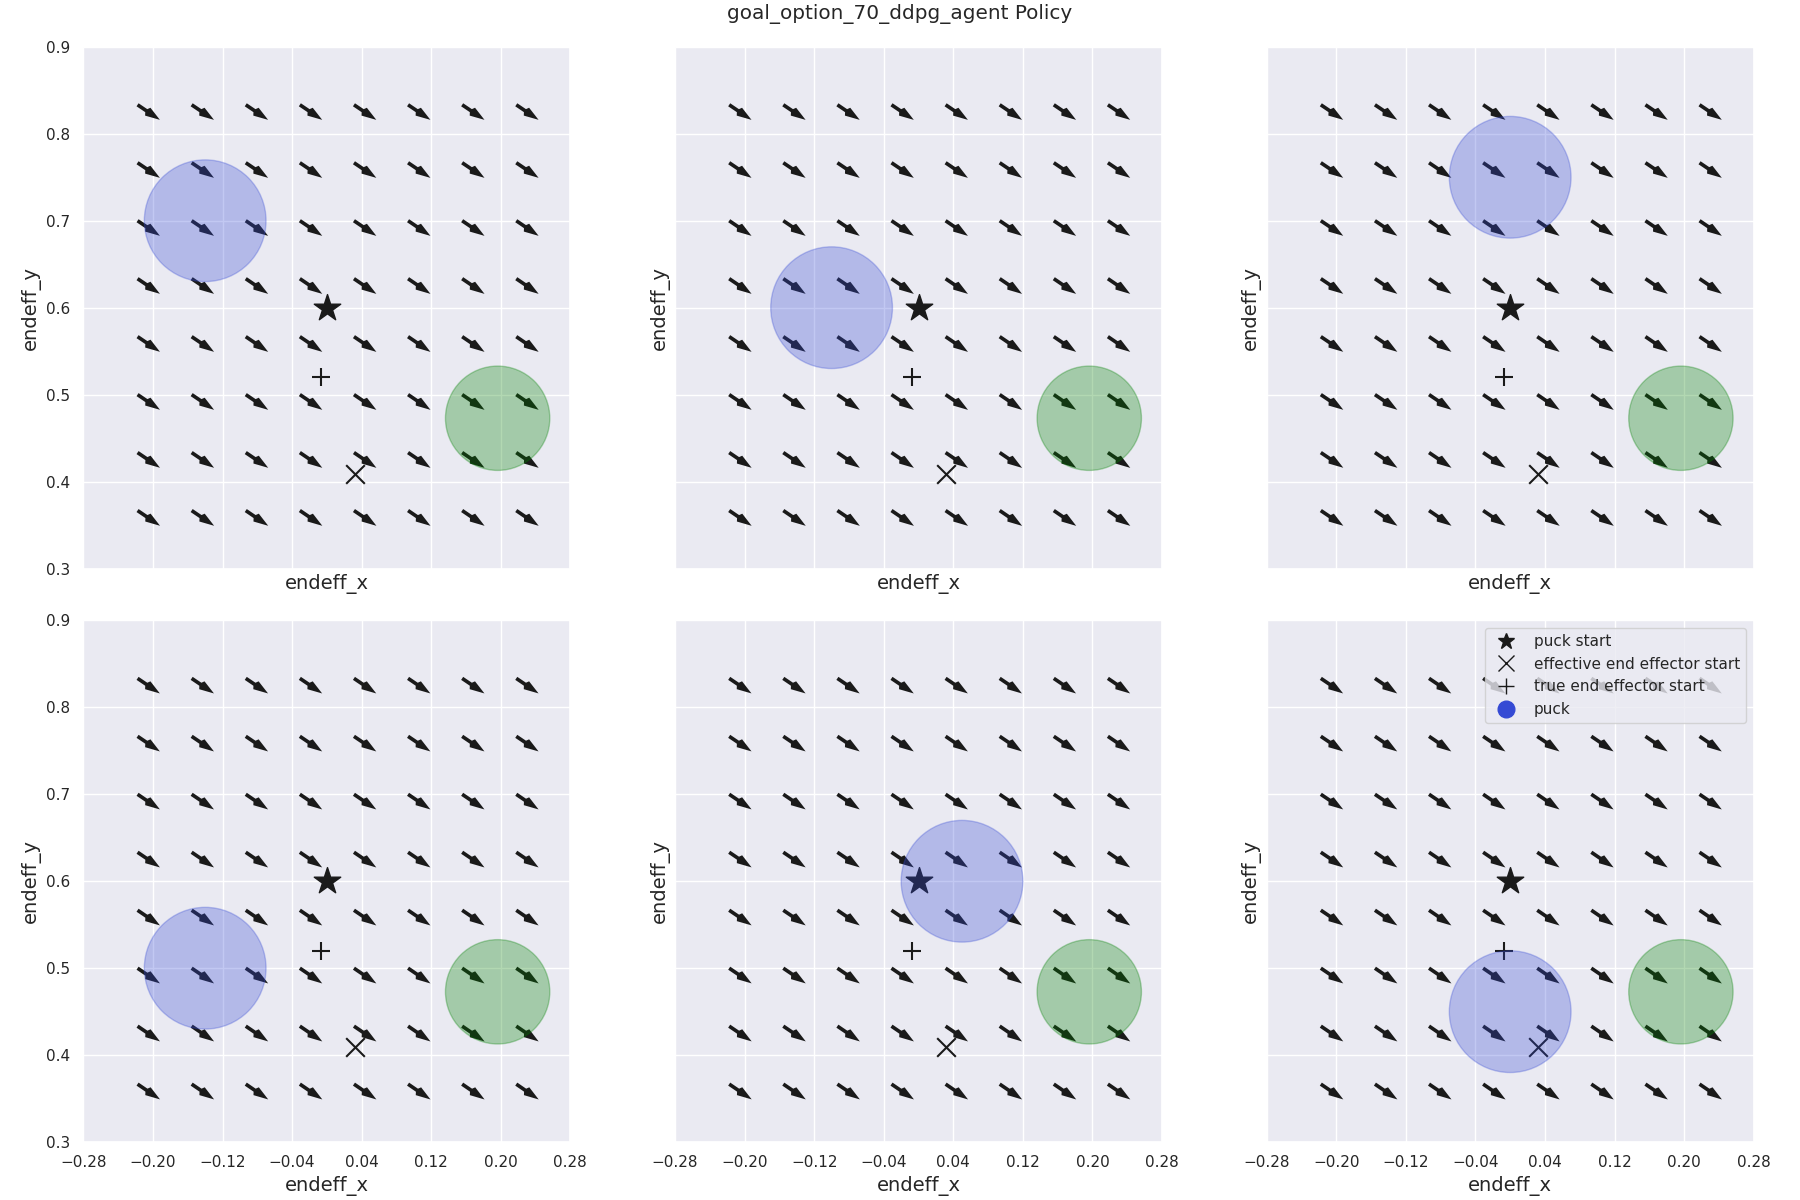 goal_option_70_ddpg_agent Policy
0.9
0.8
0.7
0.6
0.5
0.4
0.3
endeff_y
endeff_x
endeff_y
endeff_x
endeff_y
endeff_x
0.9
0.8
0.7
0.6
0.5
0.4
0.3
endeff_y
−0.28 −0.20 −0.12 −0.04 0.04 0.12 0.20 0.28
endeff_x
endeff_y
−0.28 −0.20 −0.12 −0.04 0.04 0.12 0.20 0.28
endeff_x
puck start
effective end effector start
true end effector start
puck
endeff_y
−0.28 −0.20 −0.12 −0.04 0.04 0.12 0.20 0.28
endeff_x